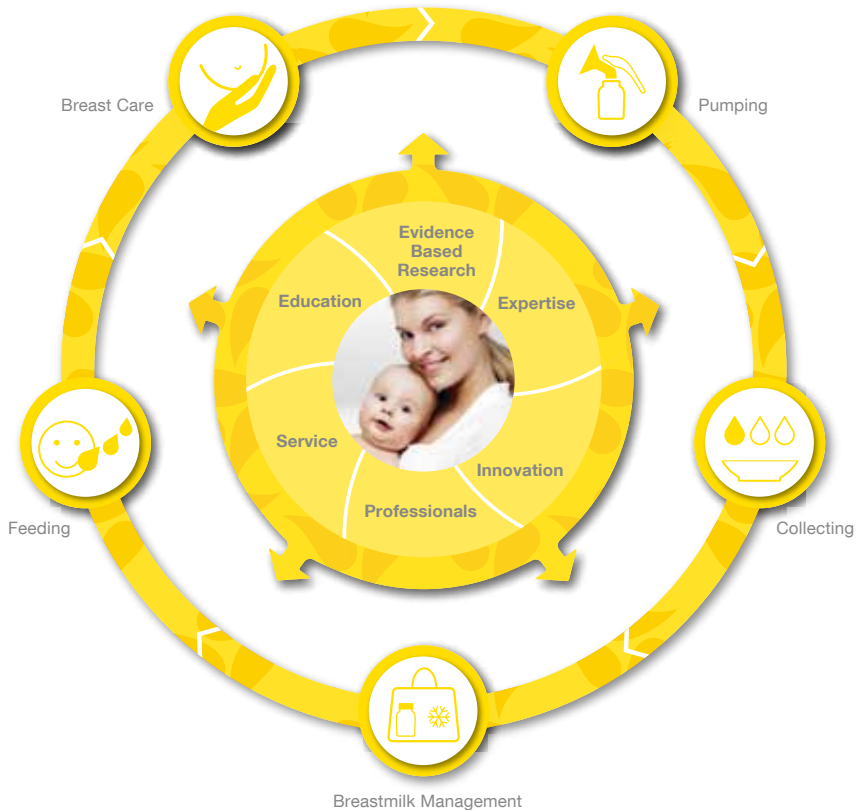 Breast Care
Pumping
Evidence
Based
Research
Education
Expertise
Service
Innovation
Professionals
Feeding
Collecting
Breastmilk Management